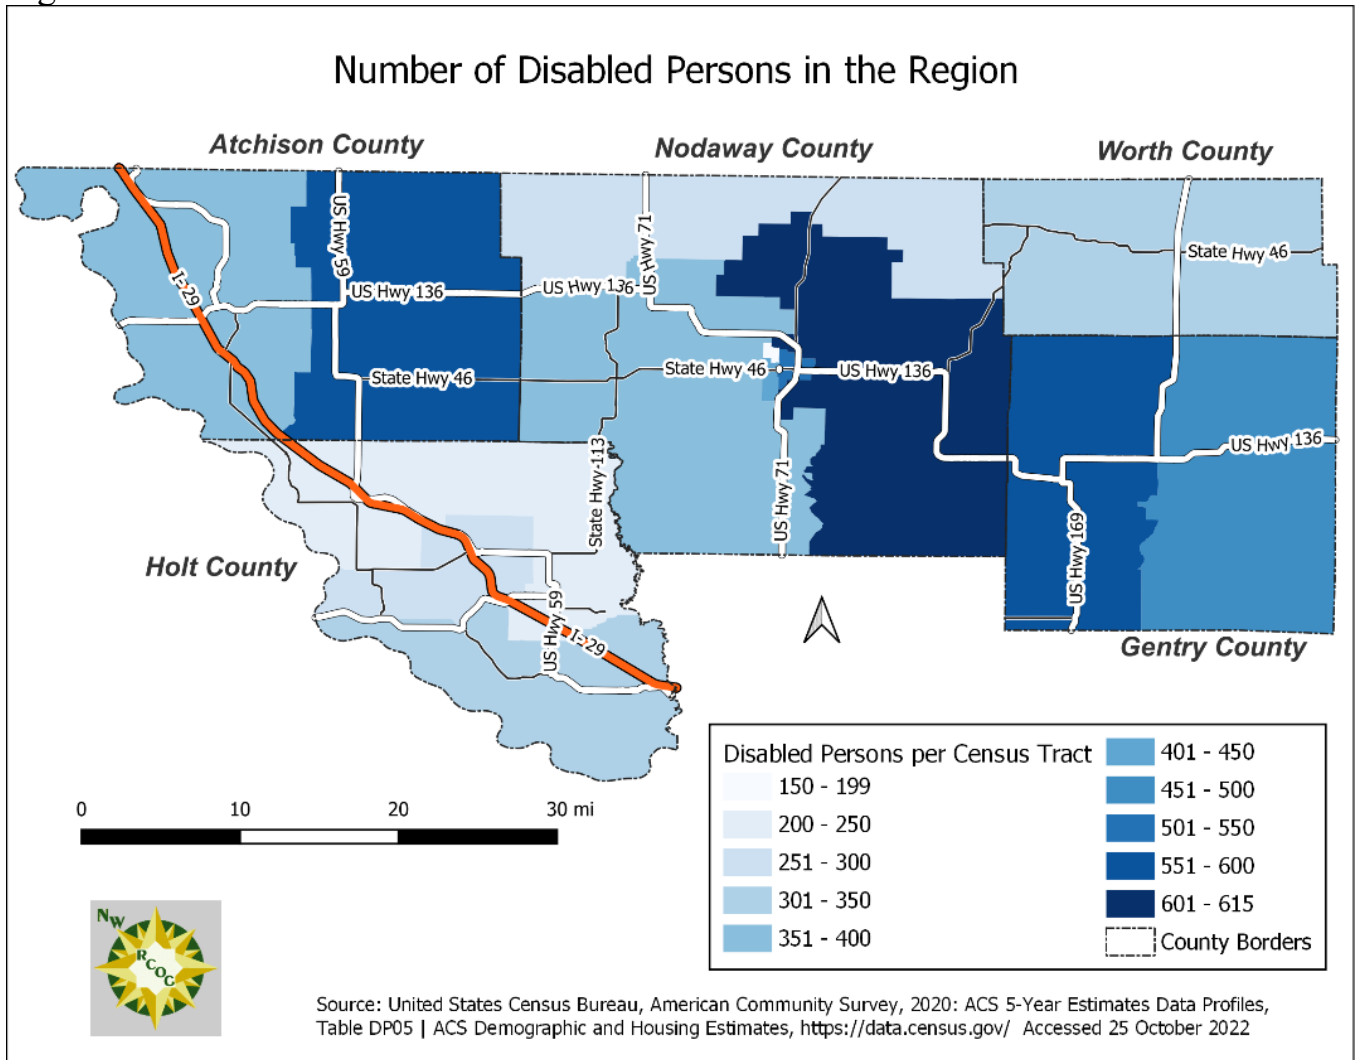 Number of Disabled Persons in the Region
Atchison County
Nodaway County
Worth County
US Hwy 59
US Hwy 71
State Hwy 46
I-29
US Hwy 136
US Hwy 136
State Hwy 46
State Hwy 46
US Hwy 136
US Hwy 136
State Hwy 113
US Hwy 71
US Hwy 169
Holt County
US Hwy 59
I-29
Gentry County
Disabled Persons per Census Tract
150 - 199
200 - 250
251 - 300
301 - 350
351 - 400
401 - 450
451 - 500
501 - 550
551 - 600
601 - 615
County Borders
0 10 20 30 mi
NW
RCOG
Source: United States Census Bureau, American Community Survey, 2020: ACS 5-Year Estimates Data Profiles,
Table DP05 | ACS Demographic and Housing Estimates, https://data.census.gov/ Accessed 25 October 2022